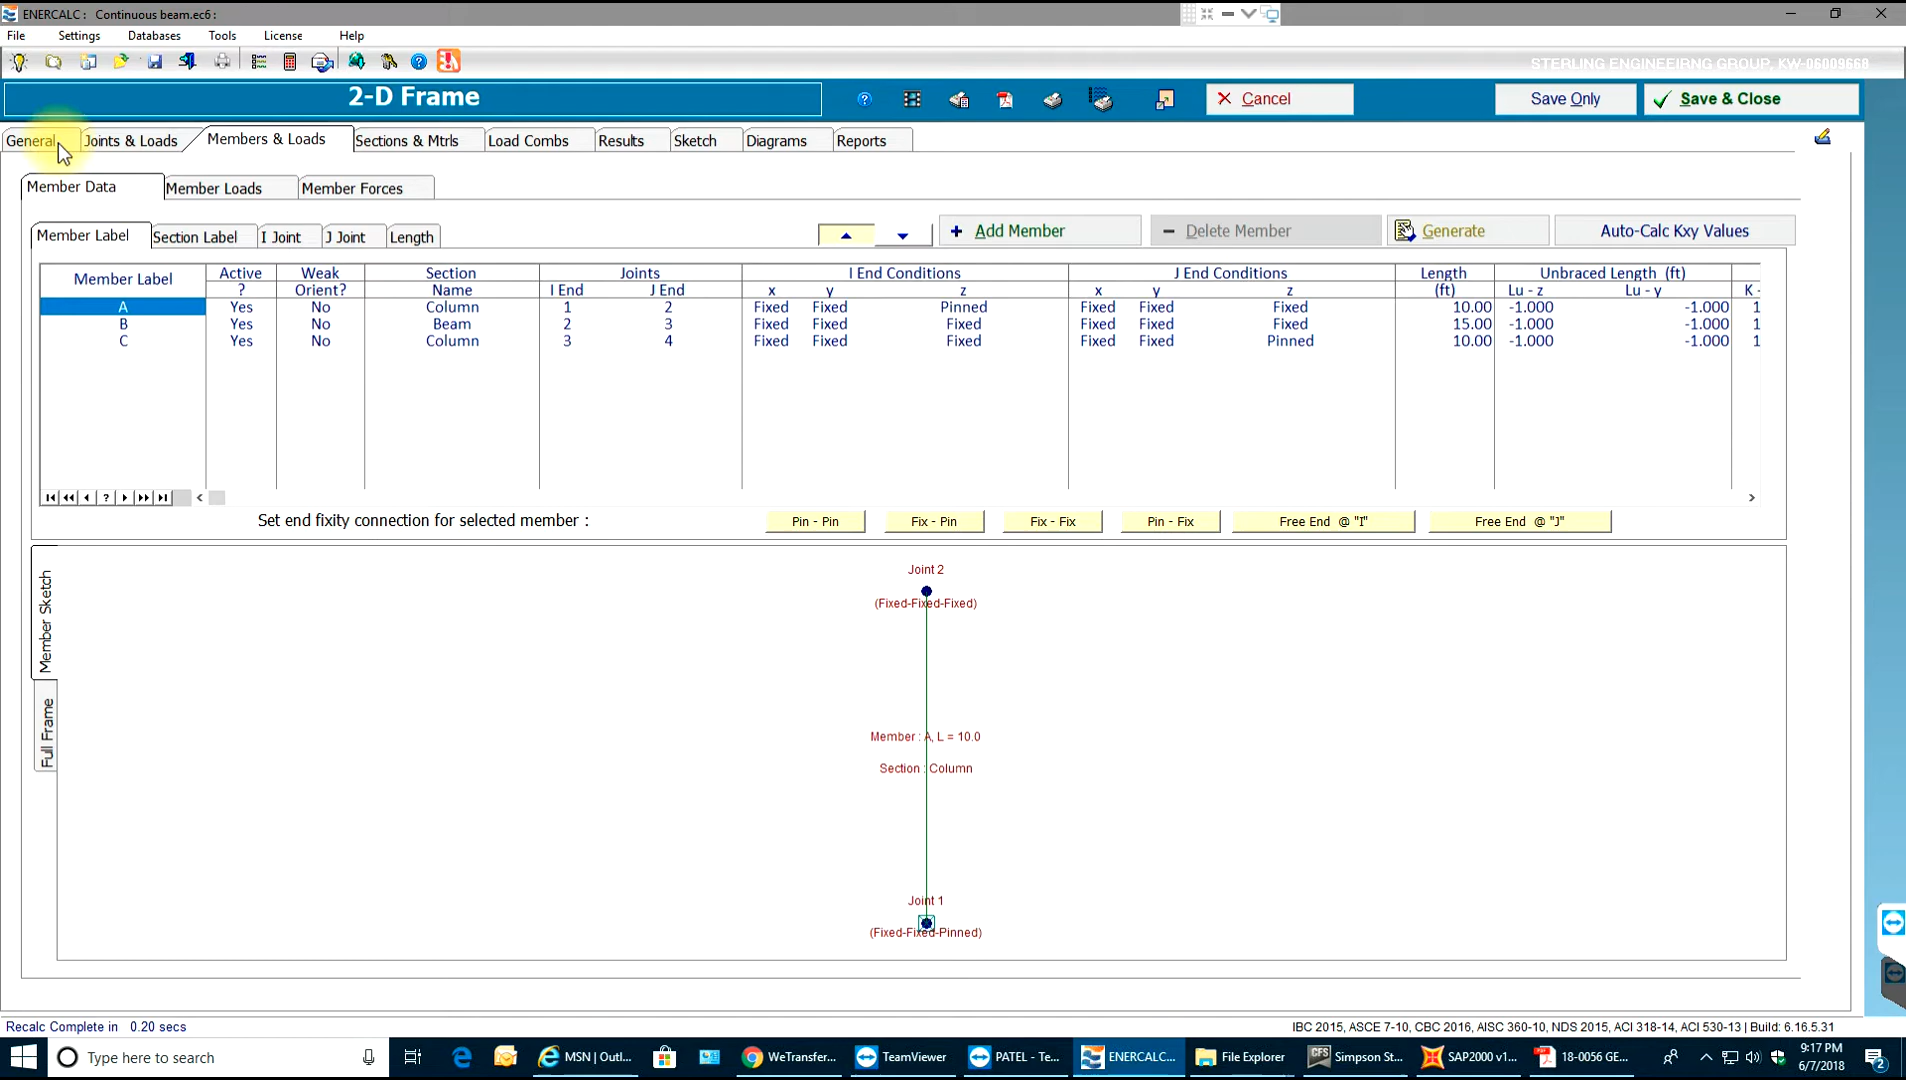 ENERCALC : Continuous beam.ec6 :
File Settings Databases Tools License Help
STERLING ENGINEEIRNG GROUP, KW-06009668
2-D Frame
Cancel Save Only Save & Close
General Joints & Loads Members & Loads Sections & Mtrls Load Combs Results Sketch Diagrams Reports
Member Data Member Loads Member Forces
Member Label Section Label I Joint J Joint Length + Add Member - Delete Member Generate Auto-Calc Kxy Values
Member Label Active Weak Section Joints I End Conditions J End Conditions Length Unbraced Length (ft)
? Orient? Name I End J End x y z x y z (ft) Lu - z Lu - y K -
A Yes No Column 1 2 Fixed Fixed Pinned Fixed Fixed Fixed 10.00 -1.000 -1.000 1
B Yes No Beam 2 3 Fixed Fixed Fixed Fixed Fixed Fixed 15.00 -1.000 -1.000 1
C Yes No Column 3 4 Fixed Fixed Fixed Fixed Fixed Pinned 10.00 -1.000 -1.000 1
Set end fixity connection for selected member : Pin - Pin Fix - Pin Fix - Fix Pin - Fix Free End @ "I" Free End @ "J"
Member Sketch
Full Frame
Joint 2
(Fixed-Fixed-Fixed)
Member : A, L = 10.0
Section : Column
Joint 1
(Fixed-Fixed-Pinned)
Recalc Complete in 0.20 secs
IBC 2015, ASCE 7-10, CBC 2016, AISC 360-10, NDS 2015, ACI 318-14, ACI 530-13 | Build: 6.16.5.31
Type here to search MSN | Outl... WeTransfer... TeamViewer PATEL - Te... ENERCALC... File Explorer CFS Simpson St... SAP2000 v1... 18-0056 GE... 9:17 PM
6/7/2018
2